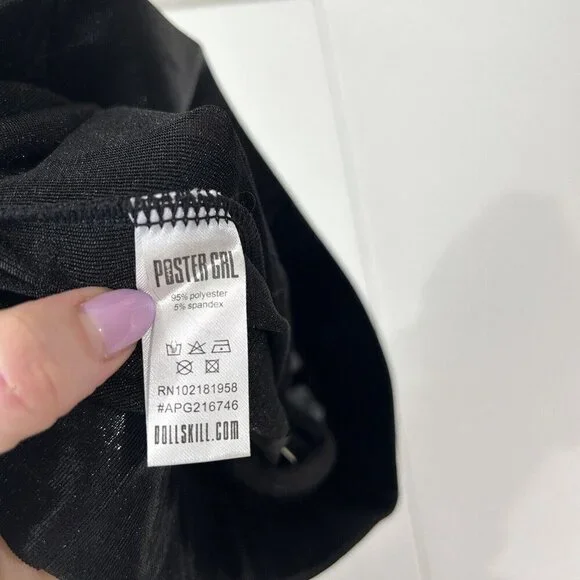 POSTER GRL
95% polyester
5% spandex
RN102181958
#APG216746
DOLLSKILL.COM